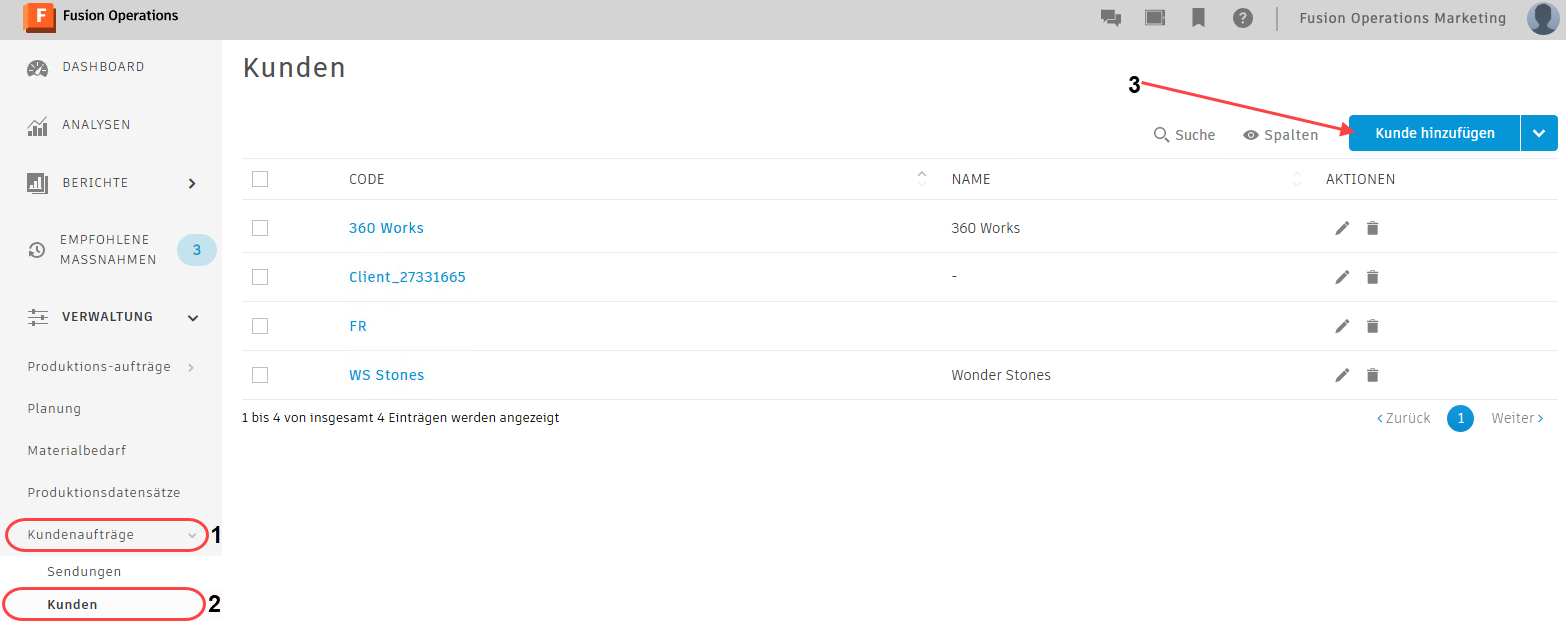 F Fusion Operations
? Fusion Operations Marketing
DASHBOARD
ANALYSEN
BERICHTE
EMPFOHLENE
MASSNAHMEN
3
VERWALTUNG
Produktions-aufträge
Planung
Materialbedarf
Produktionsdatensätze
Kundenaufträge 1
Sendungen
Kunden 2
Kunden
3
Suche Spalten Kunde hinzufügen
CODE NAME AKTIONEN
360 Works 360 Works
Client_27331665 -
FR
WS Stones Wonder Stones
1 bis 4 von insgesamt 4 Einträgen werden angezeigt Zurück 1 Weiter